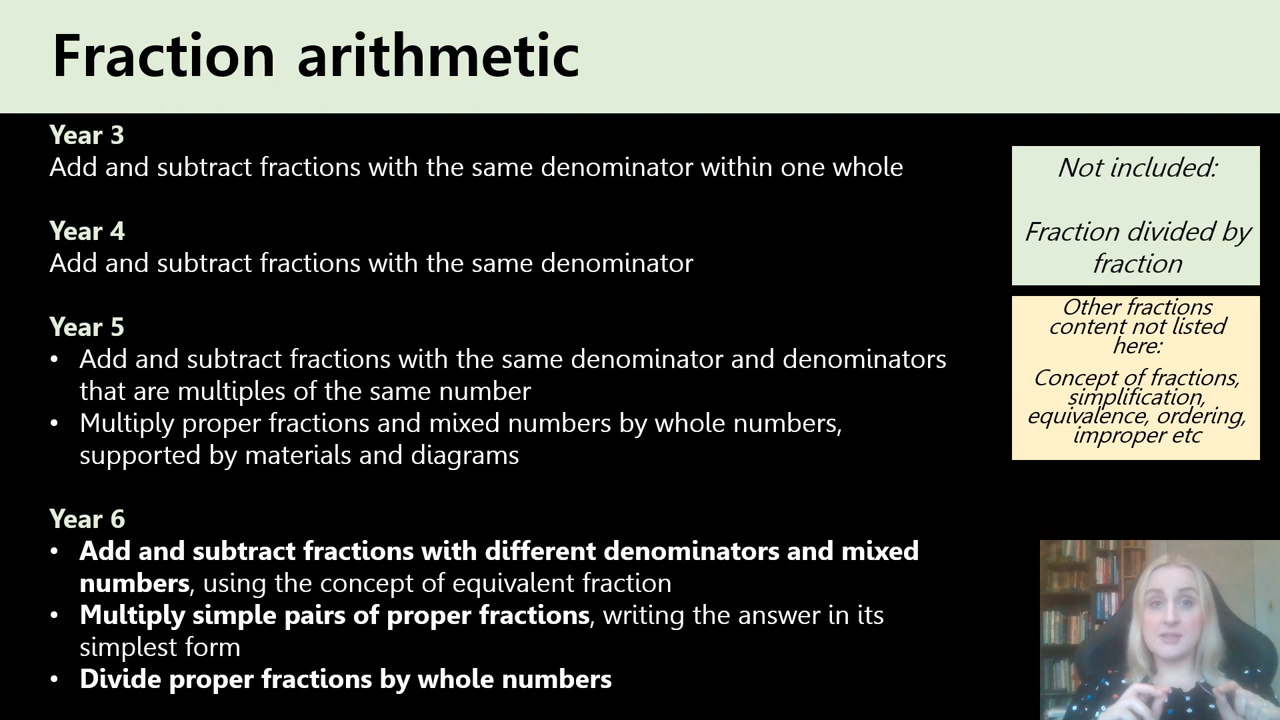 Fraction arithmetic
Year 3
Add and subtract fractions with the same denominator within one whole
Year 4
Add and subtract fractions with the same denominator
Year 5
• Add and subtract fractions with the same denominator and denominators
that are multiples of the same number
• Multiply proper fractions and mixed numbers by whole numbers,
supported by materials and diagrams
Year 6
• Add and subtract fractions with different denominators and mixed
numbers, using the concept of equivalent fraction
• Multiply simple pairs of proper fractions, writing the answer in its
simplest form
• Divide proper fractions by whole numbers
Not included:
Fraction divided by
fraction
Other fractions
content not listed
here:
Concept of fractions,
simplification,
equivalence, ordering,
improper etc